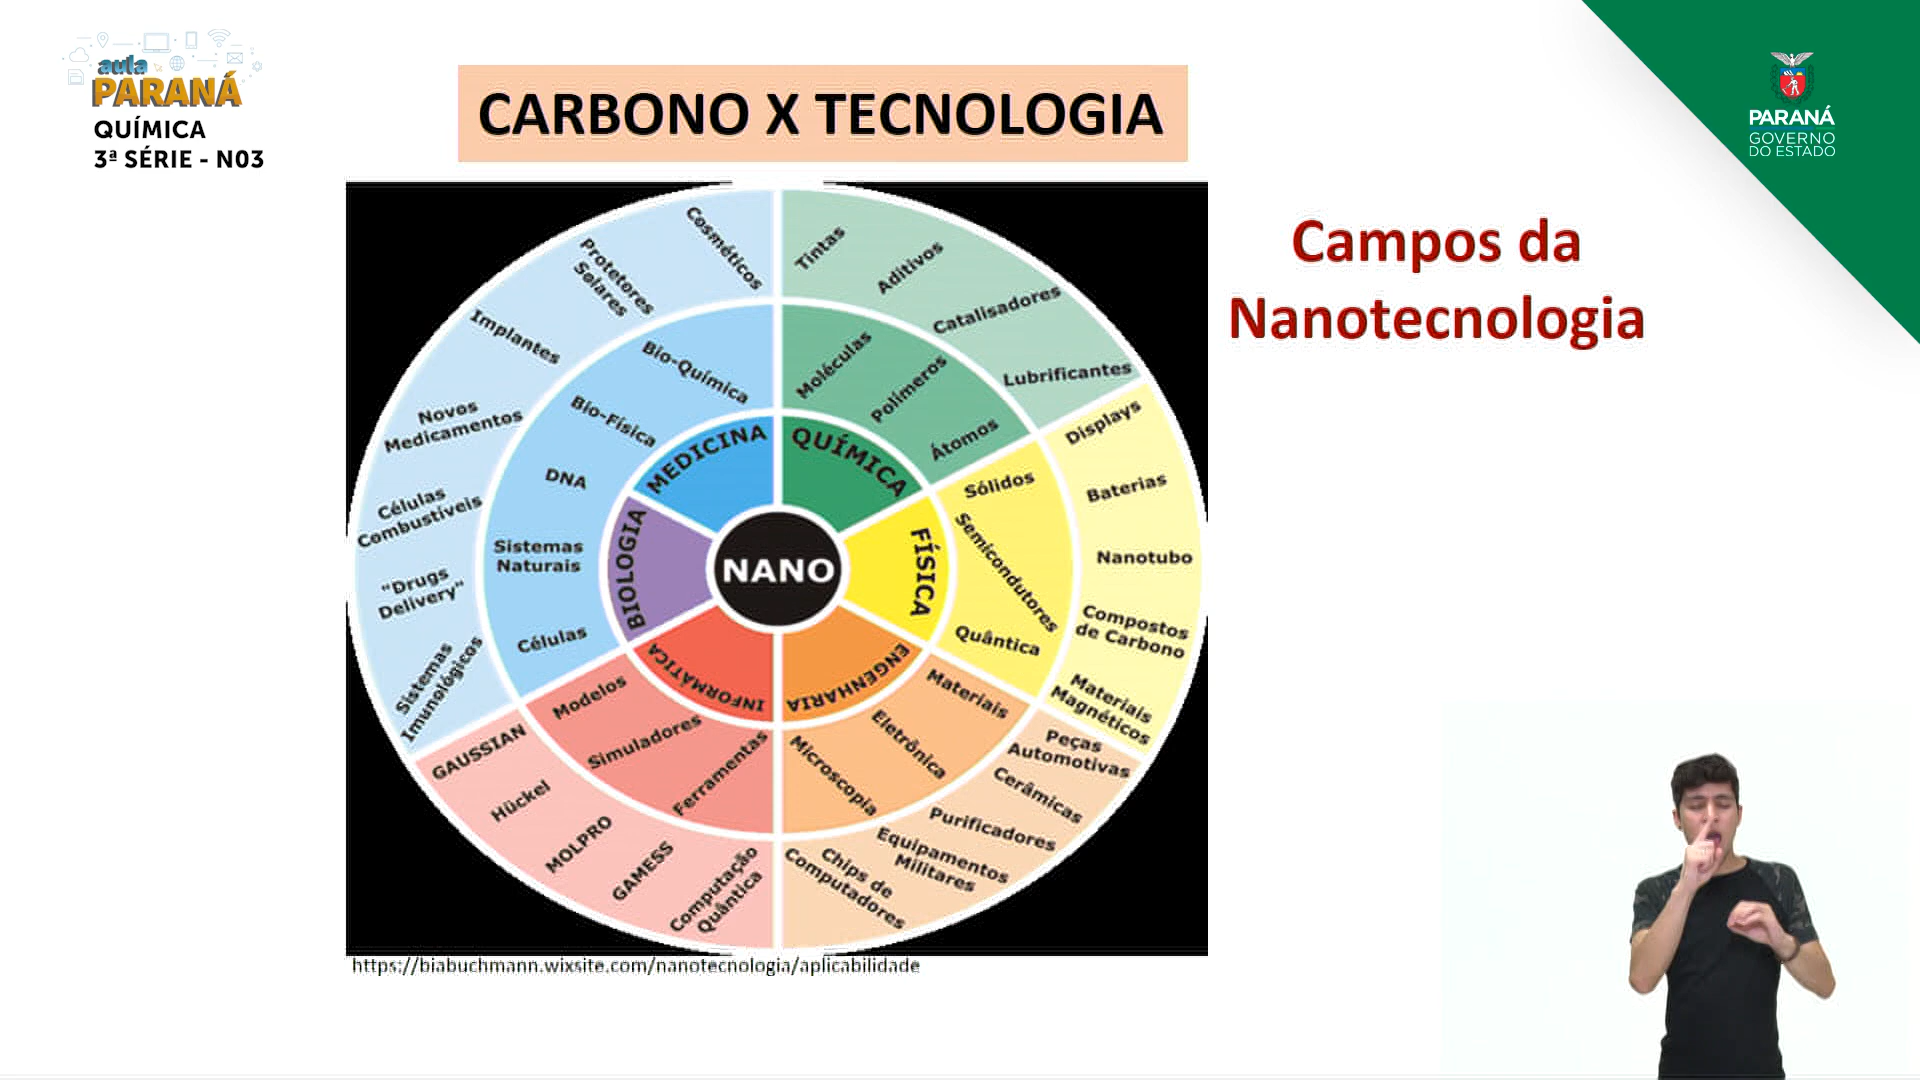 aula
PARANÁ
QUÍMICA
3ª SÉRIE - N03
CARBONO X TECNOLOGIA
PARANÁ
GOVERNO
DO ESTADO
Campos da
Nanotecnologia
NANO
MEDICINA
QUÍMICA
FÍSICA
ENGENHARIA
INFORMÁTICA
BIOLOGIA
Bio-Química
Bio-Física
DNA
Sistemas
Naturais
Células
Moléculas
Polímeros
Átomos
Sólidos
Semicondutores
Quântica
Materiais
Eletrônica
Microscopia
Modelos
Simuladores
Ferramentas
Cosméticos
Protetores
Solares
Implantes
Novos
Medicamentos
Células
Combustíveis
"Drugs
Delivery"
Sistemas
Imunológicos
Tintas
Aditivos
Catalisadores
Lubrificantes
Displays
Baterias
Nanotubo
Compostos
de Carbono
Materiais
Magnéticos
Peças
Automotivas
Cerâmicas
Purificadores
Equipamentos
Militares
Chips de
Computadores
GAUSSIAN
Hückel
MOLPRO
GAMESS
Computação
Quântica
https://biabuchmann.wixsite.com/nanotecnologia/aplicabilidade